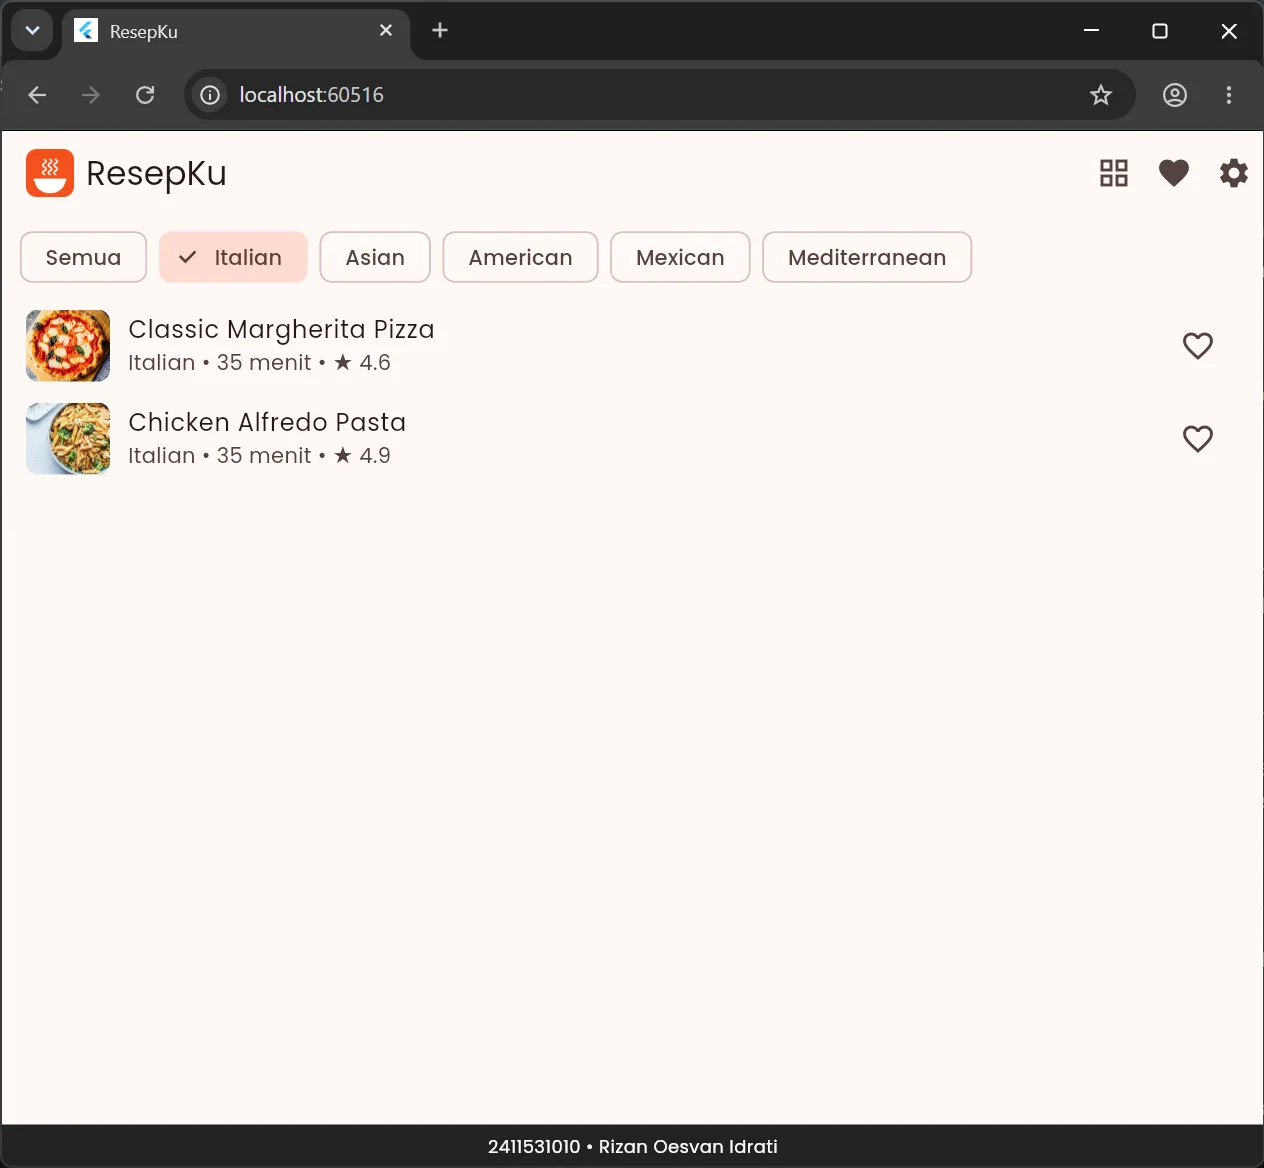 ResepKu
localhost:60516
ResepKu
Semua
Italian
Asian
American
Mexican
Mediterranean
Classic Margherita Pizza
Italian • 35 menit • ★ 4.6
Chicken Alfredo Pasta
Italian • 35 menit • ★ 4.9
2411531010 • Rizan Oesvan Idrati